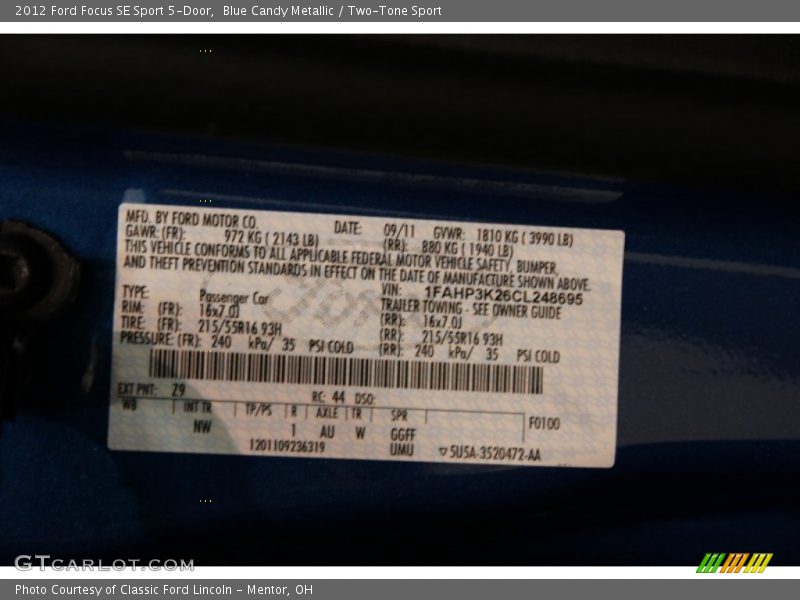 2012 Ford Focus SE Sport 5-Door, Blue Candy Metallic / Two-Tone Sport
MFD. BY FORD MOTOR CO. DATE: 09/11 GVWR: 1810 KG ( 3990 LB)
GAWR: (FR): 972 KG ( 2143 LB) (RR): 880 KG ( 1940 LB)
THIS VEHICLE CONFORMS TO ALL APPLICABLE FEDERAL MOTOR VEHICLE SAFETY, BUMPER,
AND THEFT PREVENTION STANDARDS IN EFFECT ON THE DATE OF MANUFACTURE SHOWN ABOVE.
VIN: 1FAHP3K26CL248695
TYPE: Passenger Car TRAILER TOWING - SEE OWNER GUIDE
RIM: (FR): 16x7.0J (RR): 16x7.0J
TIRE: (FR): 215/55R16 93H (RR): 215/55R16 93H
PRESSURE: (FR): 240 kPa/ 35 PSI COLD (RR): 240 kPa/ 35 PSI COLD
EXT PNT: Z9 RC: 44 DSO:
WB INT TR TP/PS R AXLE TR SPR F0100
NW 1 AU W GGFF
1201109236319 UMU ▽ 5U5A-3520472-AA
GTCARLOT.COM
Photo Courtesy of Classic Ford Lincoln - Mentor, OH